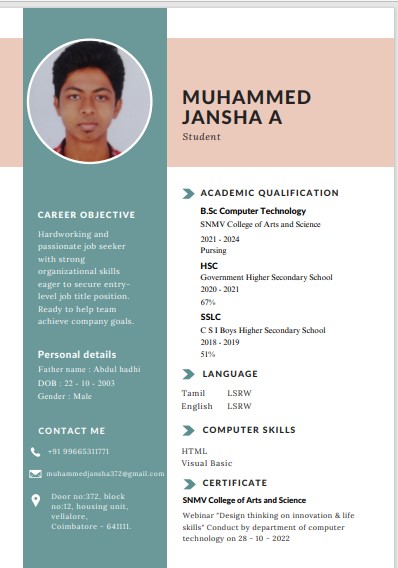 MUHAMMED
JANSHA A
Student
CAREER OBJECTIVE
Hardworking and
passionate job seeker
with strong
organizational skills
eager to secure entry-
level job title position.
Ready to help team
achieve company goals.
Personal details
Father name : Abdul hadhi
DOB : 22 - 10 - 2003
Gender : Male
CONTACT ME
+91 99665311771
muhammedjansha372@gmail.com
Door no:372, block
no:12, housing unit,
vellalore,
Coimbatore - 641111.
ACADEMIC QUALIFICATION
B.Sc Computer Technology
SNMV College of Arts and Science
2021 - 2024
Pursing
HSC
Government Higher Secondary School
2020 - 2021
67%
SSLC
C S I Boys Higher Secondary School
2018 - 2019
51%
LANGUAGE
Tamil LSRW
English LSRW
COMPUTER SKILLS
HTML
Visual Basic
CERTIFICATE
SNMV College of Arts and Science
Webinar "Design thinking on innovation & life
skills" Conduct by department of computer
technology on 28 - 10 - 2022